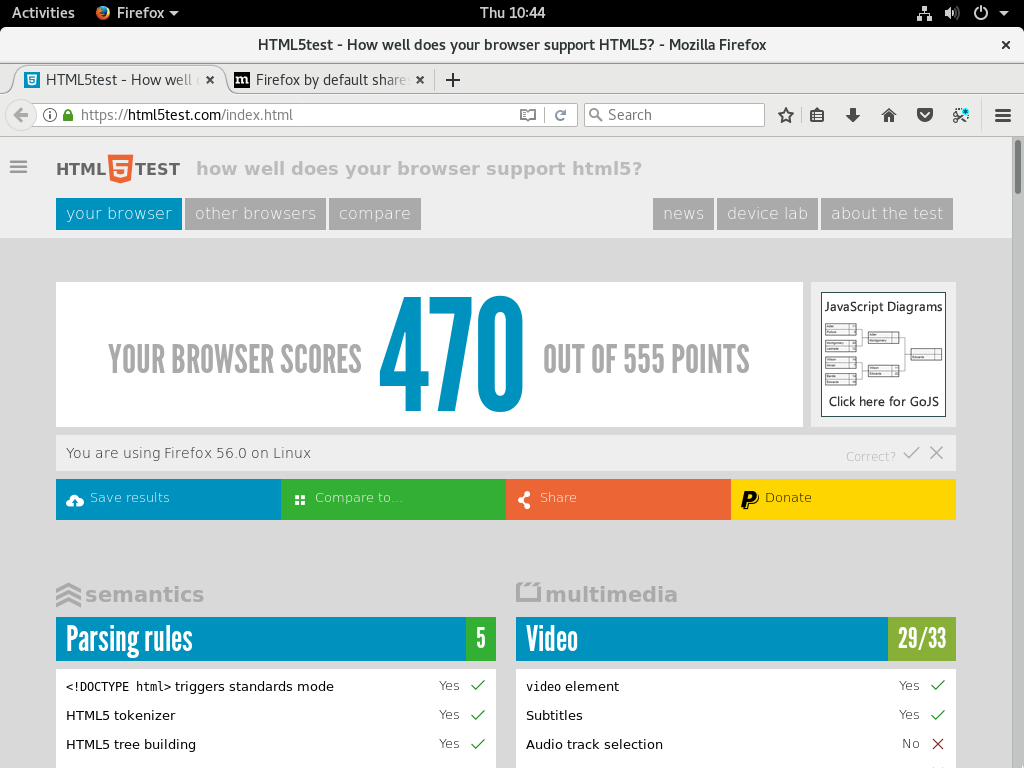 Activities Firefox Thu 10:44
HTML5test - How well does your browser support HTML5? - Mozilla Firefox
HTML5test - How well Firefox by default share
https://html5test.com/index.html Search
HTML 5 TEST how well does your browser support html5?
your browser other browsers compare news device lab about the test
YOUR BROWSER SCORES 470 OUT OF 555 POINTS
JavaScript Diagrams
Click here for GoJS
You are using Firefox 56.0 on Linux Correct?
Save results Compare to... Share Donate
semantics multimedia
Parsing rules 5 Video 29/33
<!DOCTYPE html> triggers standards mode Yes video element Yes
HTML5 tokenizer Yes Subtitles Yes
HTML5 tree building Yes Audio track selection No